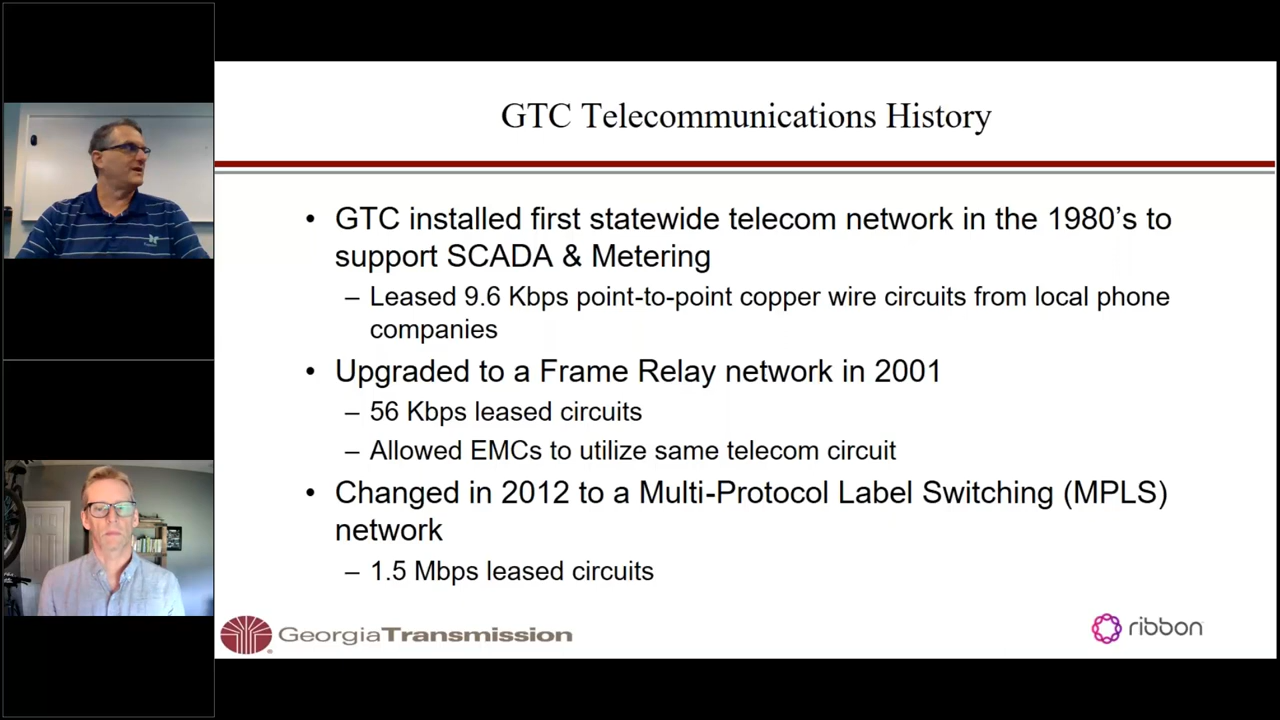 GTC Telecommunications History
• GTC installed first statewide telecom network in the 1980's to
support SCADA & Metering
– Leased 9.6 Kbps point-to-point copper wire circuits from local phone
companies
• Upgraded to a Frame Relay network in 2001
– 56 Kbps leased circuits
– Allowed EMCs to utilize same telecom circuit
• Changed in 2012 to a Multi-Protocol Label Switching (MPLS)
network
– 1.5 Mbps leased circuits
GeorgiaTransmission
ribbon